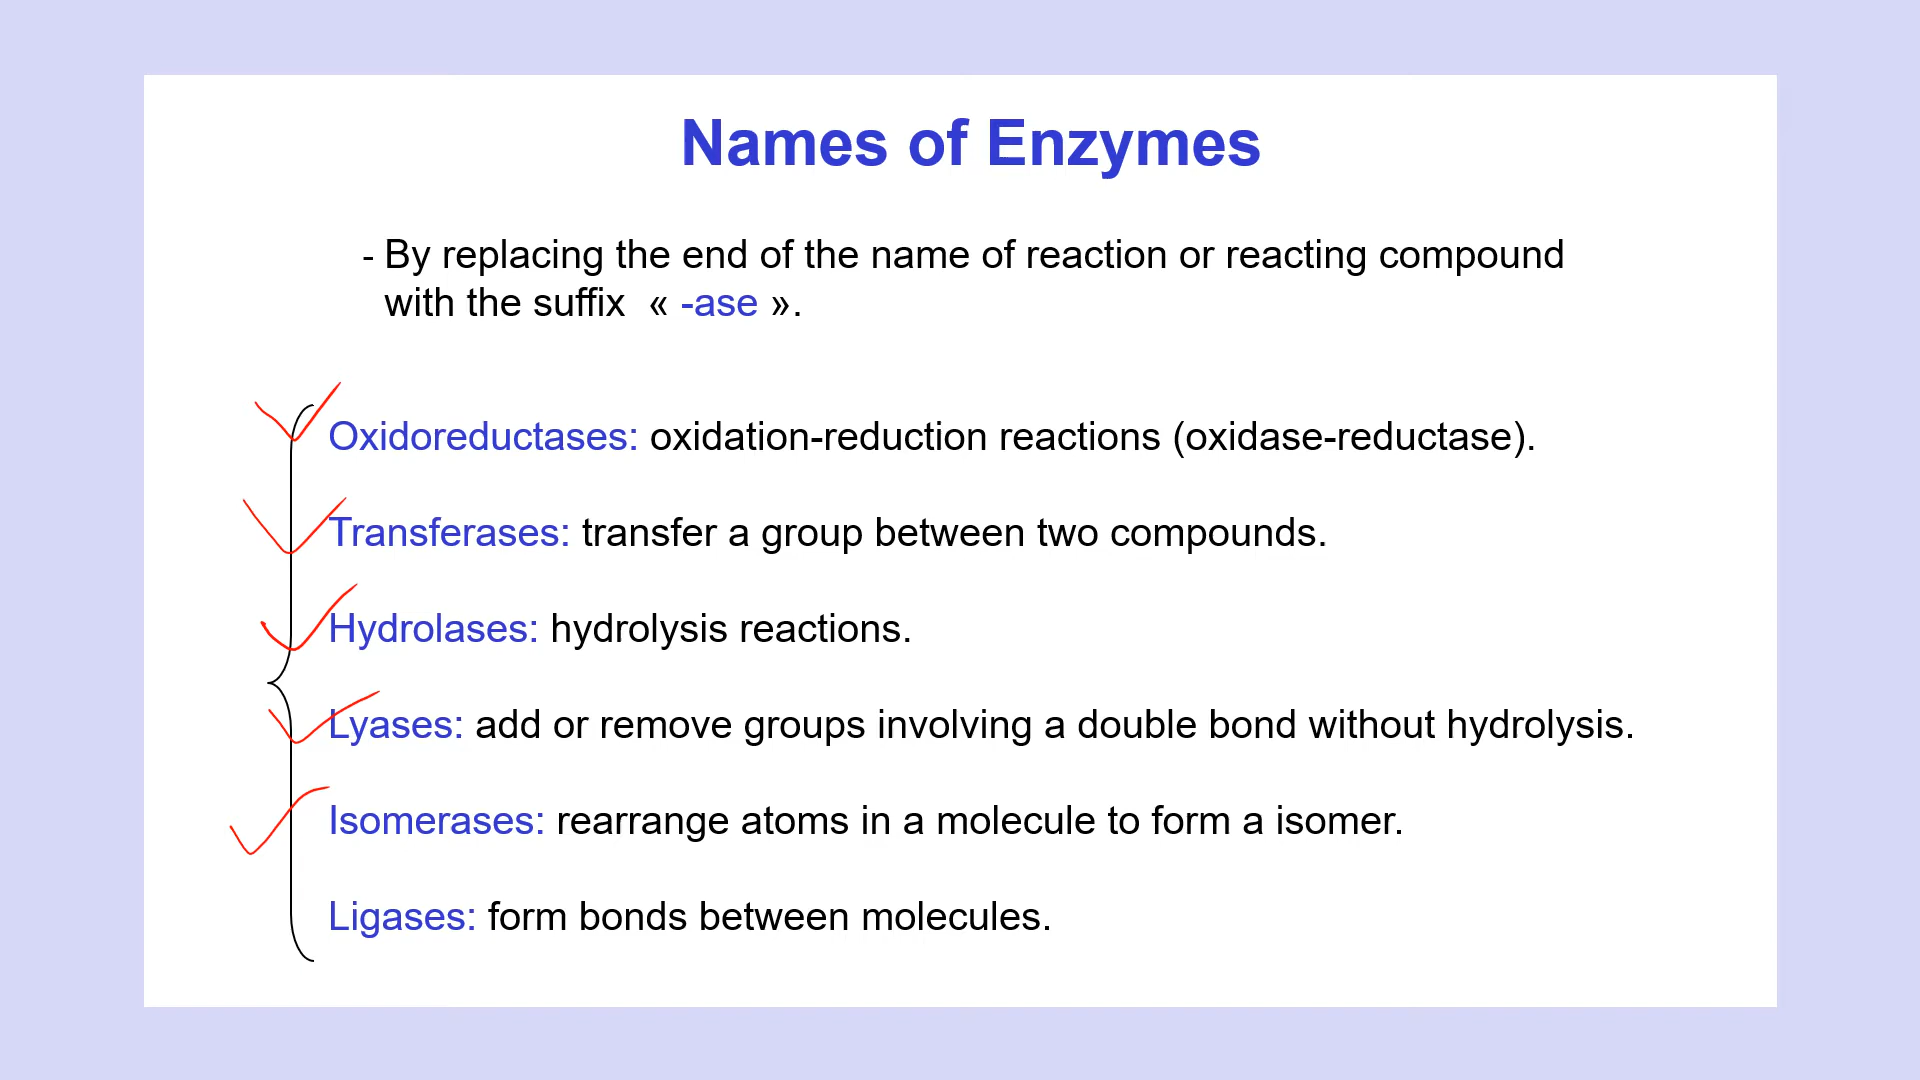 Names of Enzymes
- By replacing the end of the name of reaction or reacting compound
with the suffix « -ase ».
Oxidoreductases: oxidation-reduction reactions (oxidase-reductase).
Transferases: transfer a group between two compounds.
Hydrolases: hydrolysis reactions.
Lyases: add or remove groups involving a double bond without hydrolysis.
Isomerases: rearrange atoms in a molecule to form a isomer.
Ligases: form bonds between molecules.